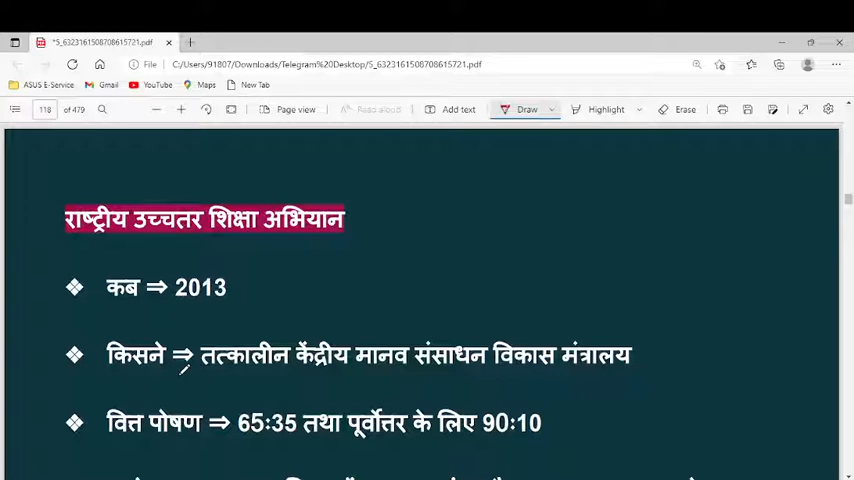 *5_6323161508708615721.pdf
File C:/Users/91807/Downloads/Telegram%20Desktop/5_6323161508708615721.pdf
ASUS E-Service Gmail YouTube Maps New Tab
118 of 479 Page view Read aloud Add text Draw Highlight Erase
राष्ट्रीय उच्चतर शिक्षा अभियान
❖ कब ⇒ 2013
❖ किसने ⇒ तत्कालीन केंद्रीय मानव संसाधन विकास मंत्रालय
❖ वित्त पोषण ⇒ 65:35 तथा पूर्वोत्तर के लिए 90:10